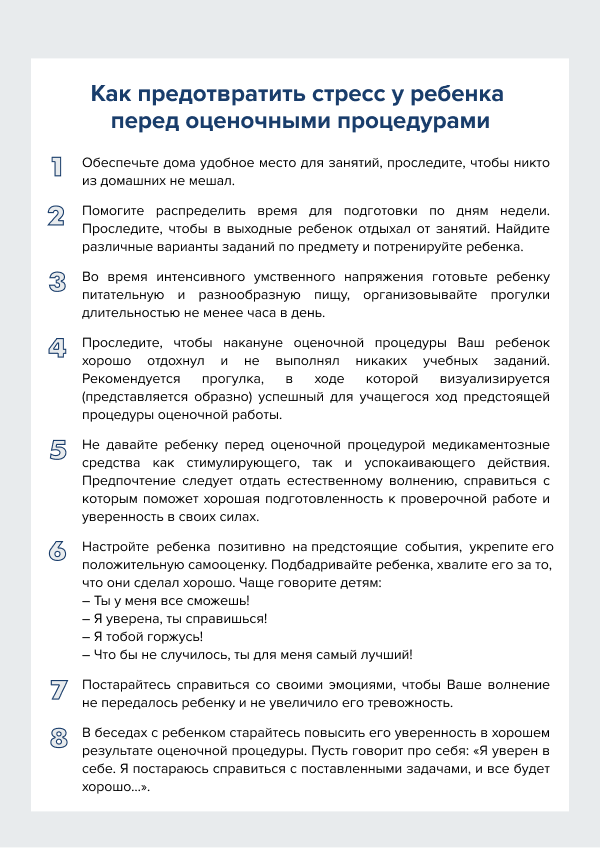 Как предотвратить стресс у ребенка
перед оценочными процедурами
1 Обеспечьте дома удобное место для занятий, проследите, чтобы никто
из домашних не мешал.
2 Помогите распределить время для подготовки по дням недели.
Проследите, чтобы в выходные ребенок отдыхал от занятий. Найдите
различные варианты заданий по предмету и потренируйте ребенка.
3 Во время интенсивного умственного напряжения готовьте ребенку
питательную и разнообразную пищу, организовывайте прогулки
длительностью не менее часа в день.
4 Проследите, чтобы накануне оценочной процедуры Ваш ребенок
хорошо отдохнул и не выполнял никаких учебных заданий.
Рекомендуется прогулка, в ходе которой визуализируется
(представляется образно) успешный для учащегося ход предстоящей
процедуры оценочной работы.
5 Не давайте ребенку перед оценочной процедурой медикаментозные
средства как стимулирующего, так и успокаивающего действия.
Предпочтение следует отдать естественному волнению, справиться с
которым поможет хорошая подготовленность к проверочной работе и
уверенность в своих силах.
6 Настройте ребенка позитивно на предстоящие события, укрепите его
положительную самооценку. Подбадривайте ребенка, хвалите его за то,
что они сделал хорошо. Чаще говорите детям:
– Ты у меня все сможешь!
– Я уверена, ты справишься!
– Я тобой горжусь!
– Что бы не случилось, ты для меня самый лучший!
7 Постарайтесь справиться со своими эмоциями, чтобы Ваше волнение
не передалось ребенку и не увеличило его тревожность.
8 В беседах с ребенком старайтесь повысить его уверенность в хорошем
результате оценочной процедуры. Пусть говорит про себя: «Я уверен в
себе. Я постараюсь справиться с поставленными задачами, и все будет
хорошо...».